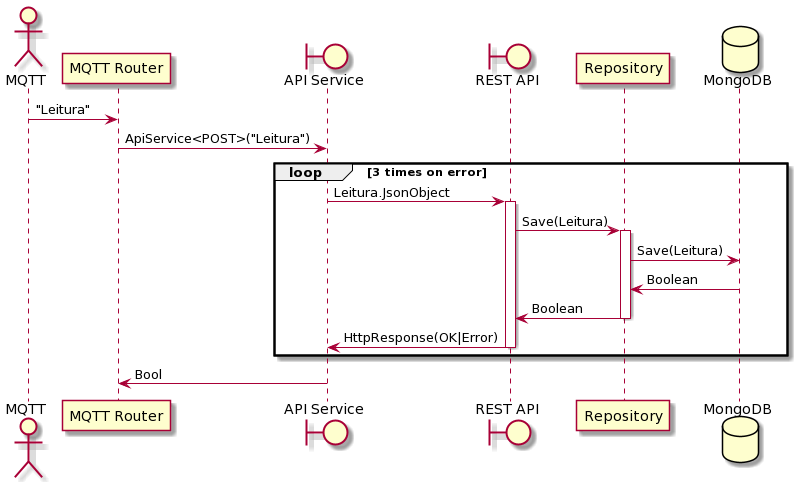 MQTT
MQTT Router
API Service
REST API
Repository
MongoDB
"Leitura"
ApiService<POST>("Leitura")
loop [3 times on error]
Leitura.JsonObject
Save(Leitura)
Save(Leitura)
Boolean
Boolean
HttpResponse(OK|Error)
Bool
MQTT
MQTT Router
API Service
REST API
Repository
MongoDB